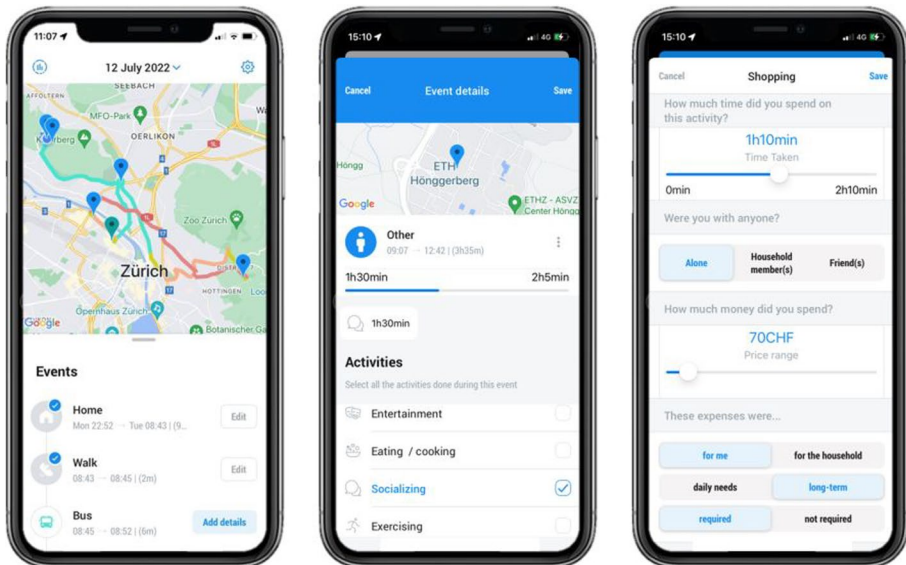 11:07
12 July 2022
SEEBACH
AFFOLTERN
MFO-Park
OERLIKON
Zoo Zürich
Zürich
HOTTINGEN
Opernhaus Zürich
Google
Botanischer Ga
Events
Home
Mon 22:52 → Tue 08:43 | (9...
Edit
Walk
08:43 → 08:45 | (2m)
Edit
Bus
08:45 → 08:52 | (6m)
Add details
15:10
4G
Cancel
Event details
Save
Höngg
ETH
Hönggerberg
Google
ETHZ - ASVZ
Center Höngg
Other
09:07 → 12:42 | (3h35m)
1h30min
2h5min
1h30min
Activities
Select all the activities done during this event
Entertainment
Eating / cooking
Socializing
Exercising
15:10
4G
Cancel
Shopping
Save
How much time did you spend on
this activity?
1h10min
Time Taken
0min
2h10min
Were you with anyone?
Alone
Household
member(s)
Friend(s)
How much money did you spend?
70CHF
Price range
These expenses were...
for me
for the household
daily needs
long-term
required
not required